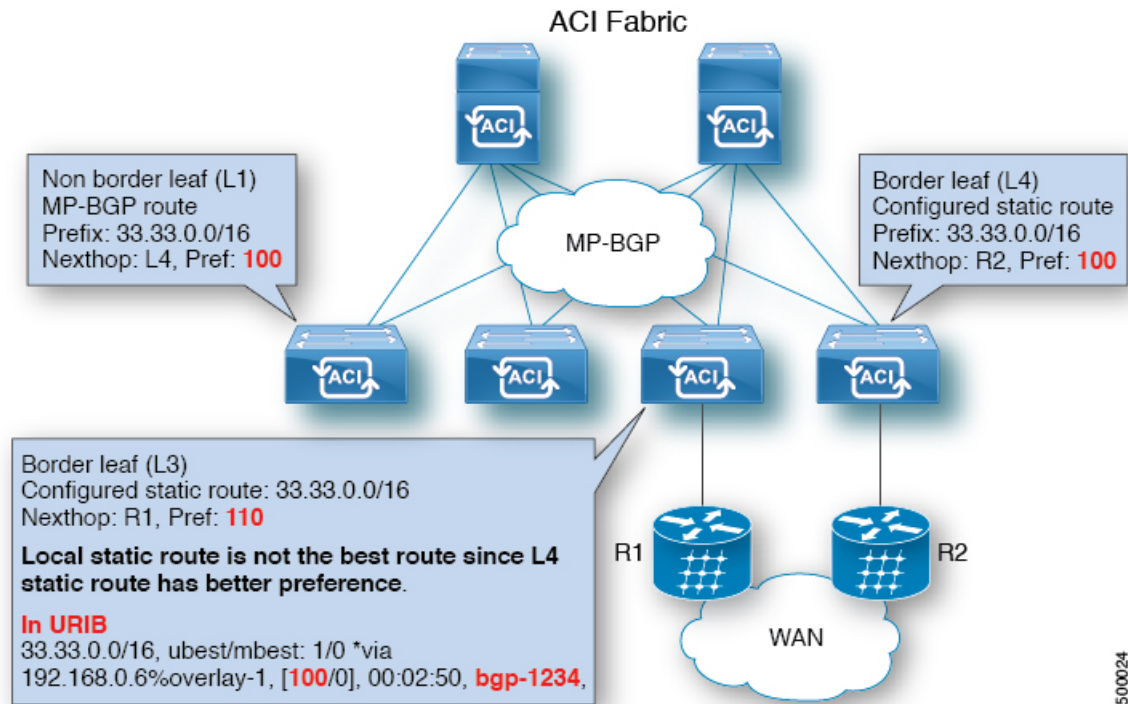 ACI Fabric
ACI
ACI
Non border leaf (L1)
MP-BGP route
Prefix: 33.33.0.0/16
Nexthop: L4, Pref: 100
MP-BGP
Border leaf (L4)
Configured static route
Prefix: 33.33.0.0/16
Nexthop: R2, Pref: 100
ACI
ACI
ACI
ACI
Border leaf (L3)
Configured static route: 33.33.0.0/16
Nexthop: R1, Pref: 110
Local static route is not the best route since L4
static route has better preference.
In URIB
33.33.0.0/16, ubest/mbest: 1/0 *via
192.168.0.6%overlay-1, [100/0], 00:02:50, bgp-1234,
R1
R2
WAN
500024